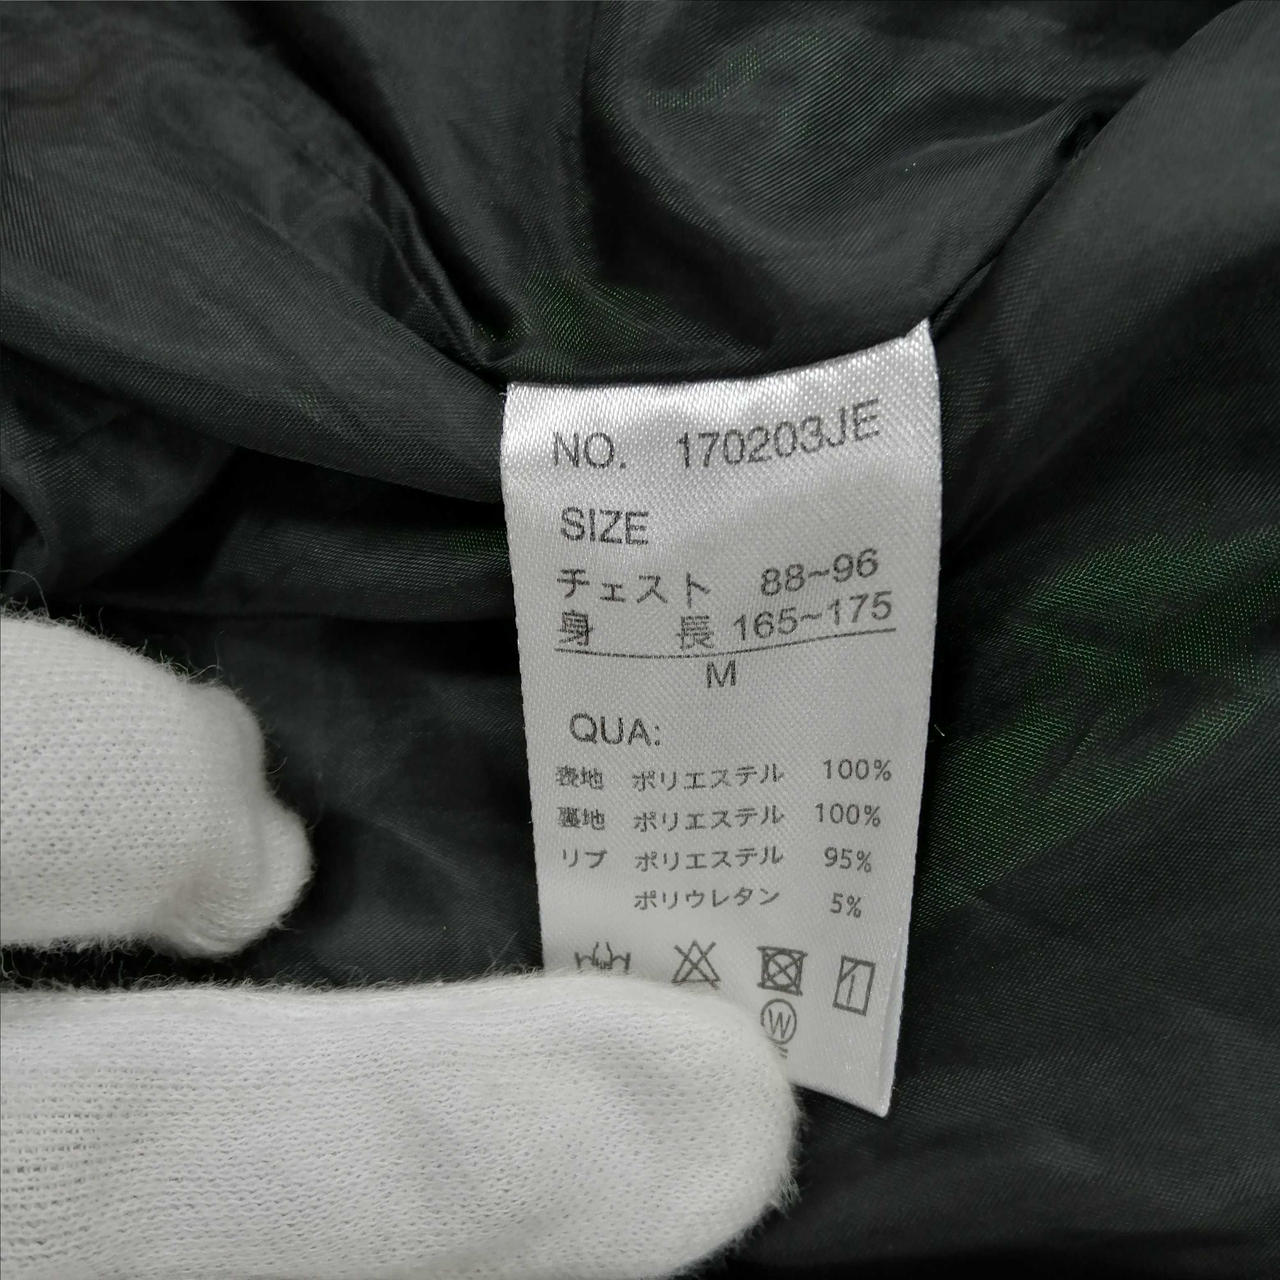 NO. 170203JE
SIZE
チェスト 88~96
身 長 165~175
M
QUA:
表地 ポリエステル 100%
裏地 ポリエステル 100%
リブ ポリエステル 95%
ポリウレタン 5%
W